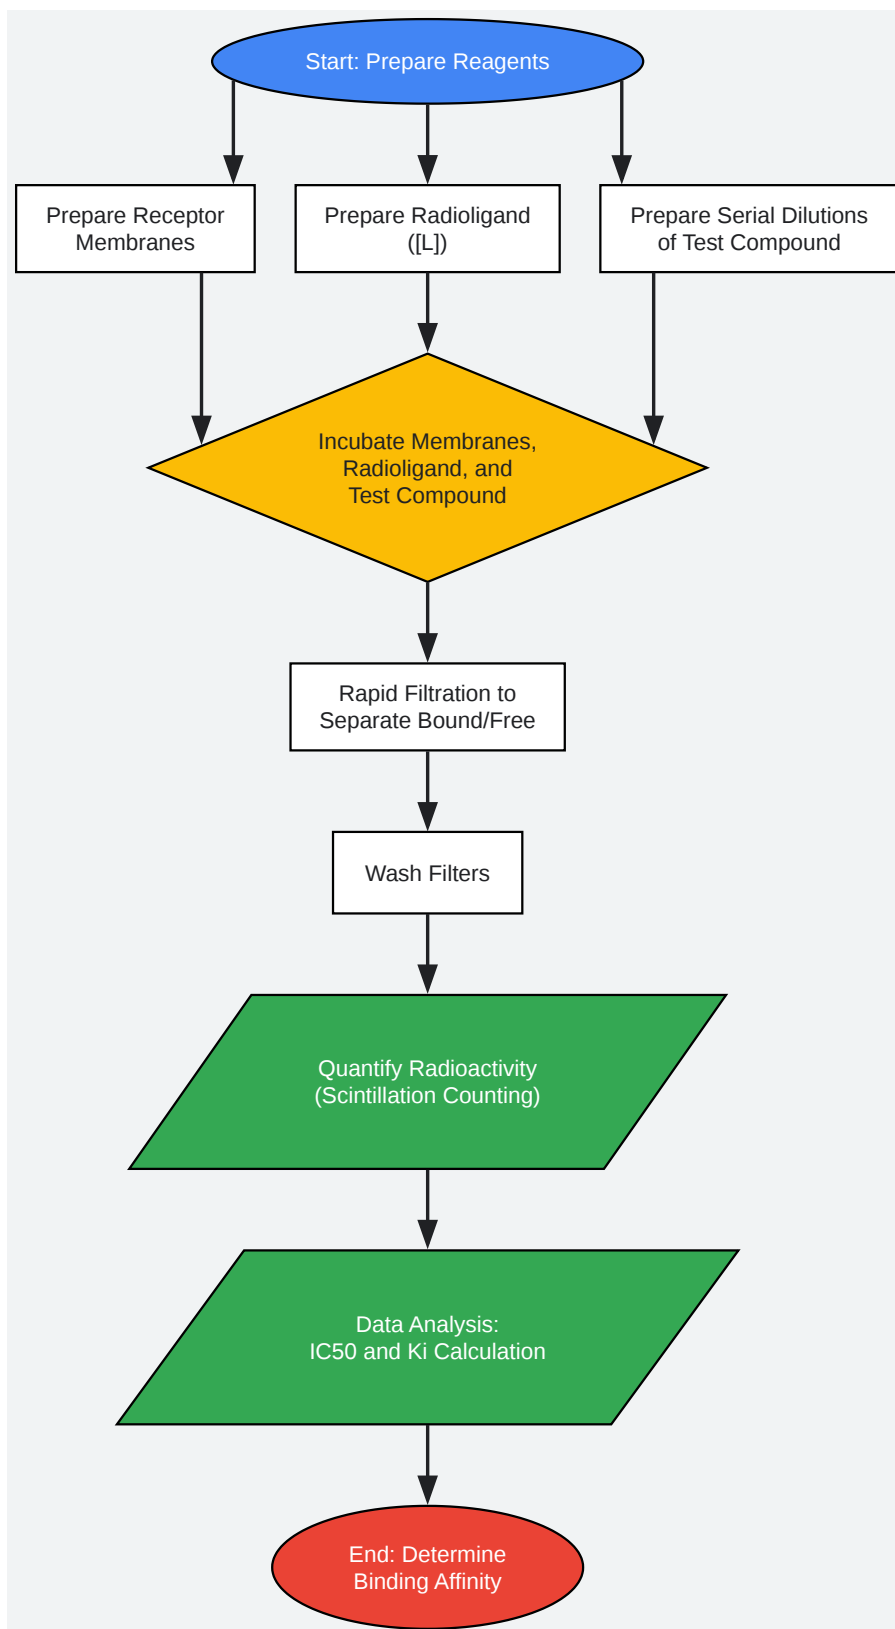 Start: Prepare Reagents
Prepare Receptor
Membranes
Prepare Radioligand
([L])
Prepare Serial Dilutions
of Test Compound
Incubate Membranes,
Radioligand, and
Test Compound
Rapid Filtration to
Separate Bound/Free
Wash Filters
Quantify Radioactivity
(Scintillation Counting)
Data Analysis:
IC50 and Ki Calculation
End: Determine
Binding Affinity